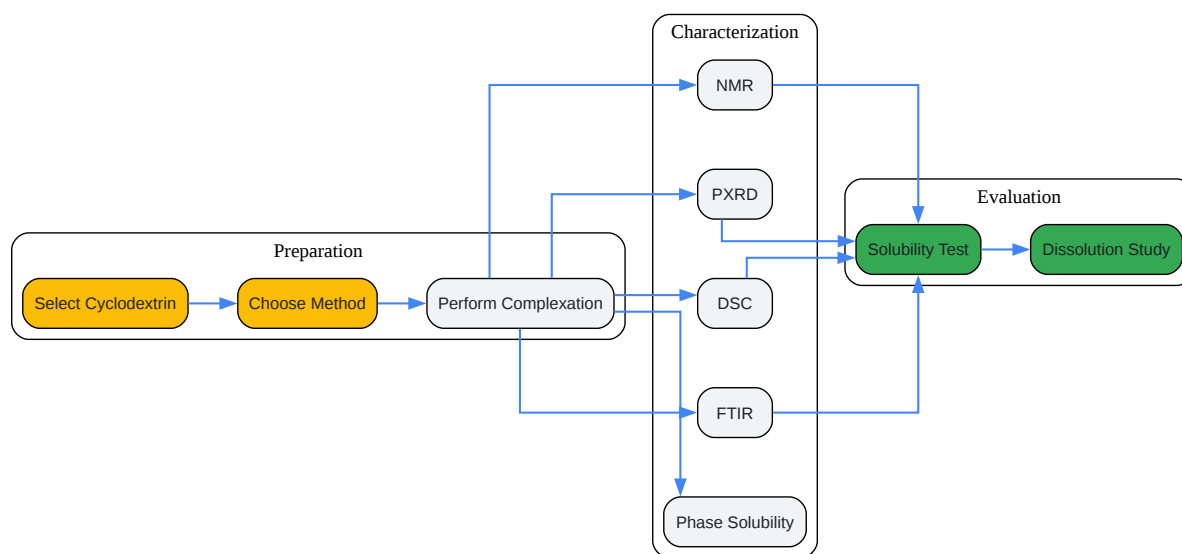 Preparation
Select Cyclodextrin
Choose Method
Perform Complexation
Characterization
NMR
PXRD
DSC
FTIR
Phase Solubility
Evaluation
Solubility Test
Dissolution Study